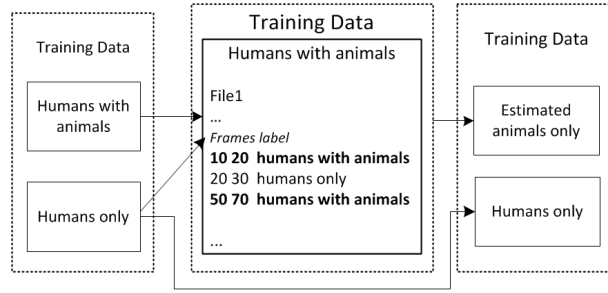 Training Data
Humans with
animals
Humans only
Training Data
Humans with animals
File1
...
Frames label
10 20 humans with animals
20 30 humans only
50 70 humans with animals
...
Training Data
Estimated
animals only
Humans only